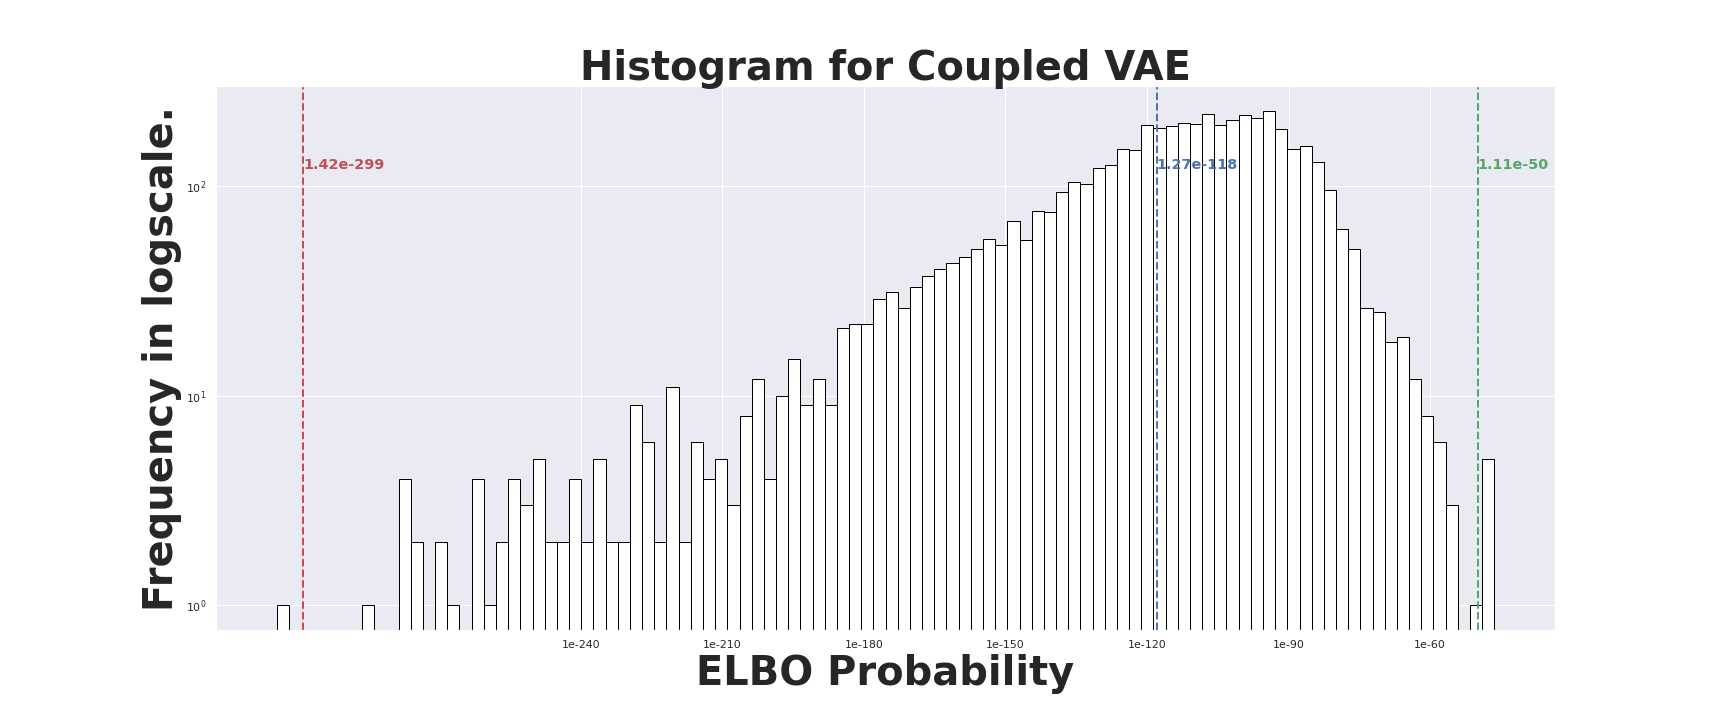 Histogram for Coupled VAE
Frequency in logscale.
1.42e-299
1.27e-118
1.11e-50
10²
10¹
10⁰
1e-240 1e-210 1e-180 1e-150 1e-120 1e-90 1e-60
ELBO Probability